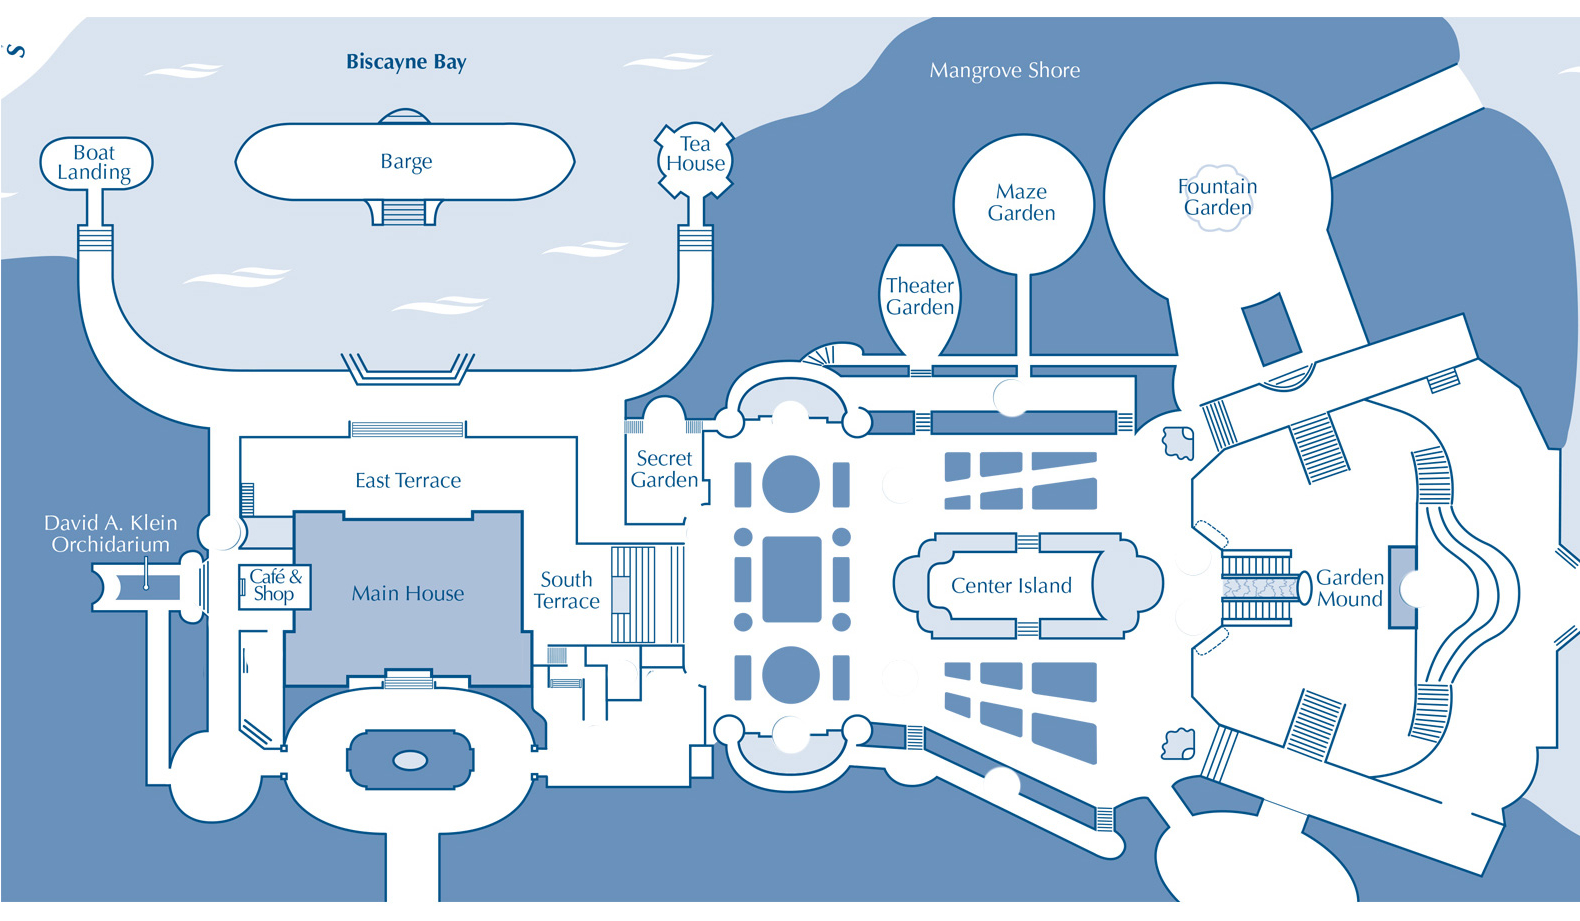 s
Biscayne Bay
Mangrove Shore
Boat
Landing
Barge
Tea
House
Maze
Garden
Fountain
Garden
Theater
Garden
Secret
Garden
East Terrace
David A. Klein
Orchidarium
Café &
Shop
Main House
South
Terrace
Center Island
Garden
Mound